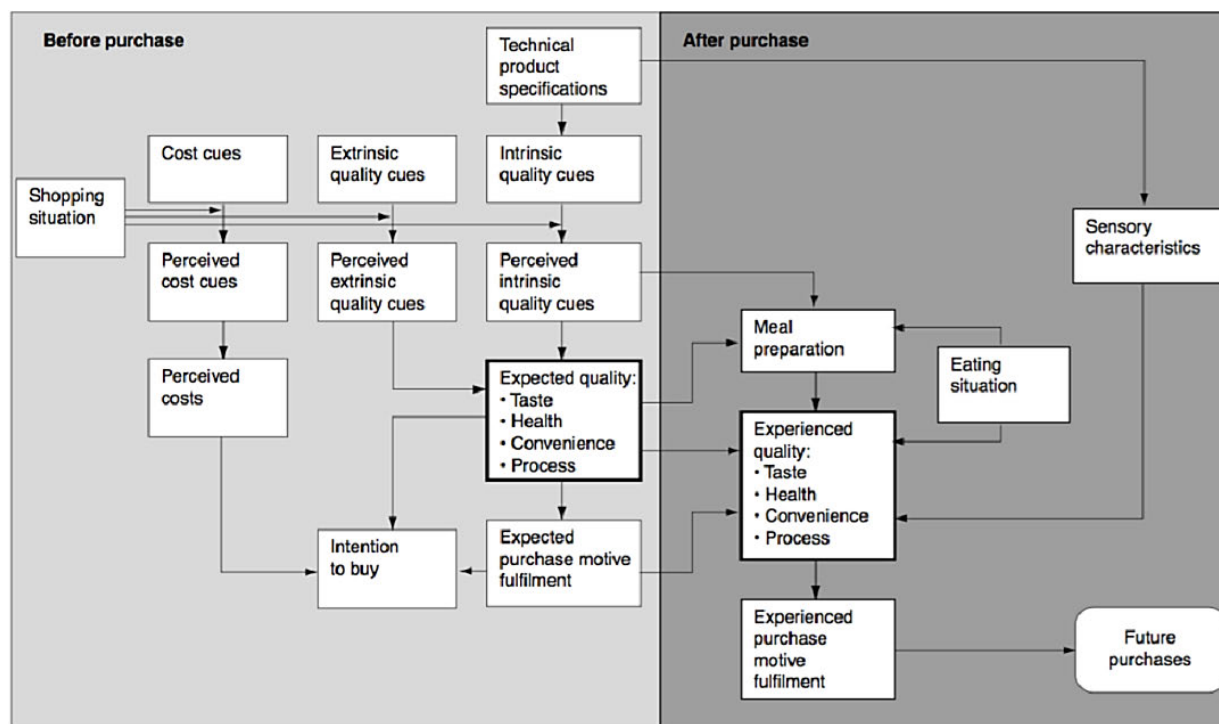 Before purchase
Technical
product
specifications
Cost cues
Extrinsic
quality cues
Intrinsic
quality cues
Shopping
situation
Perceived
cost cues
Perceived
extrinsic
quality cues
Perceived
intrinsic
quality cues
Perceived
costs
Expected quality:
• Taste
• Health
• Convenience
• Process
Intention
to buy
Expected
purchase motive
fulfilment
After purchase
Sensory
characteristics
Meal
preparation
Eating
situation
Experienced
quality:
• Taste
• Health
• Convenience
• Process
Experienced
purchase
motive
fulfilment
Future
purchases